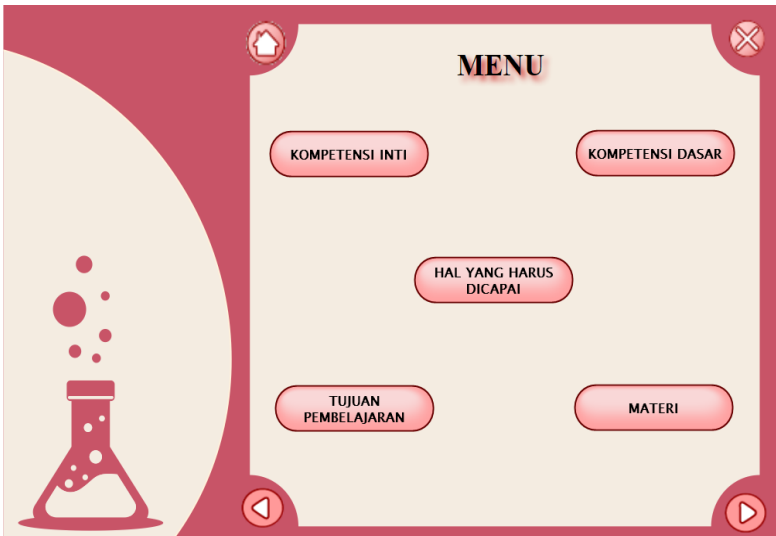 MENU
KOMPETENSI INTI
KOMPETENSI DASAR
HAL YANG HARUS
DICAPAI
TUJUAN
PEMBELAJARAN
MATERI